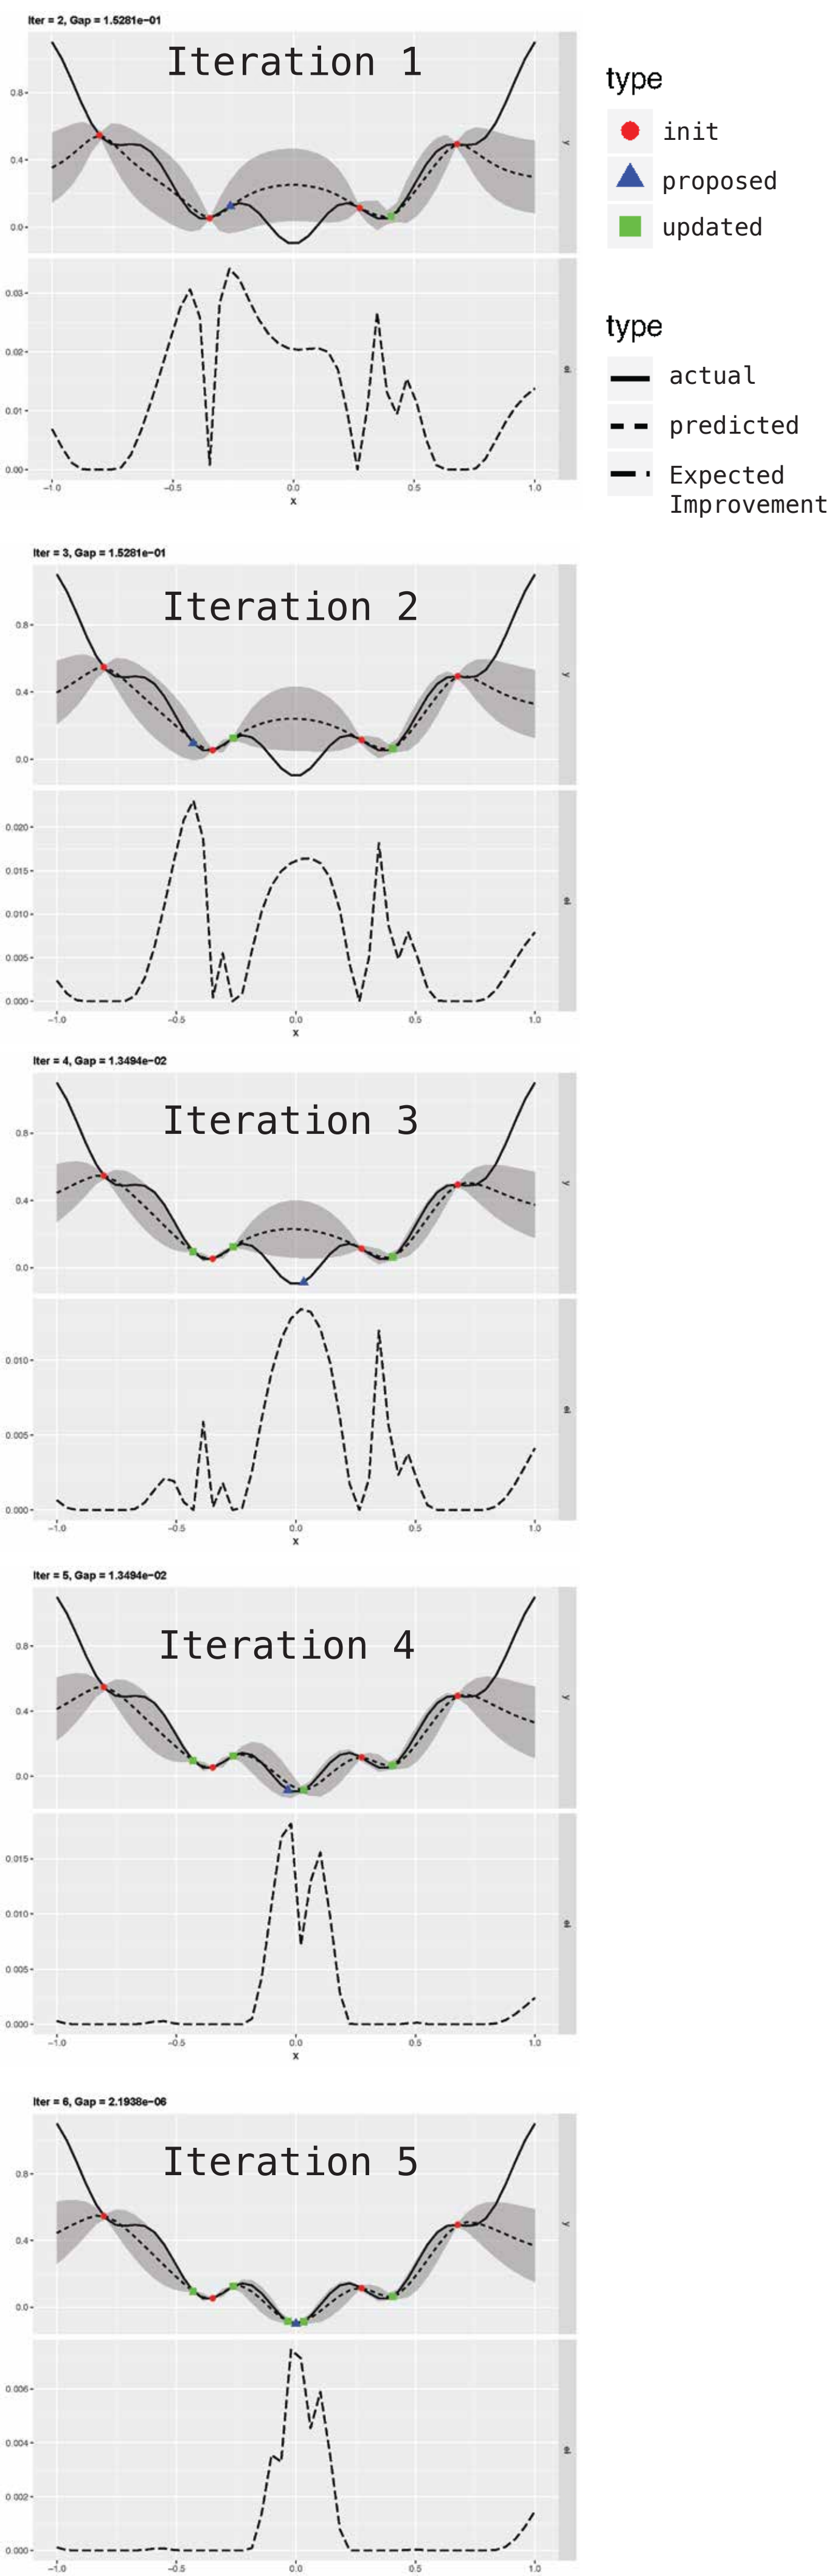 Iter = 2, Gap = 1.5281e−01
Iteration 1
0.8
0.4
0.0
y
0.03
0.02
0.01
0.00
ei
−1.0 −0.5 0.0 0.5 1.0
x
type
init
proposed
updated
type
actual
predicted
Expected
Improvement
Iter = 3, Gap = 1.5281e−01
Iteration 2
0.8
0.4
0.0
y
0.020
0.015
0.010
0.005
0.000
ei
−1.0 −0.5 0.0 0.5 1.0
x
Iter = 4, Gap = 1.3494e−02
Iteration 3
0.8
0.4
0.0
y
0.010
0.005
0.000
ei
−1.0 −0.5 0.0 0.5 1.0
x
Iter = 5, Gap = 1.3494e−02
Iteration 4
0.8
0.4
0.0
y
0.015
0.010
0.005
0.000
ei
−1.0 −0.5 0.0 0.5 1.0
x
Iter = 6, Gap = 2.1938e−06
Iteration 5
0.8
0.4
0.0
y
0.006
0.004
0.002
0.000
ei
−1.0 −0.5 0.0 0.5 1.0